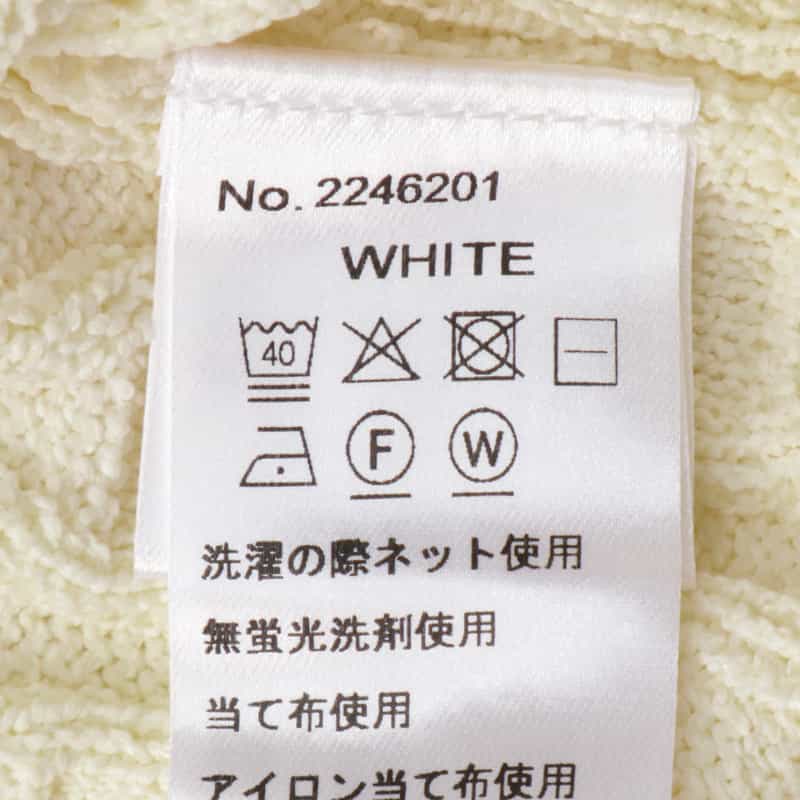 No. 2246201
WHITE
40
F W
洗濯の際ネット使用
無蛍光洗剤使用
当て布使用
アイロン当て布使用